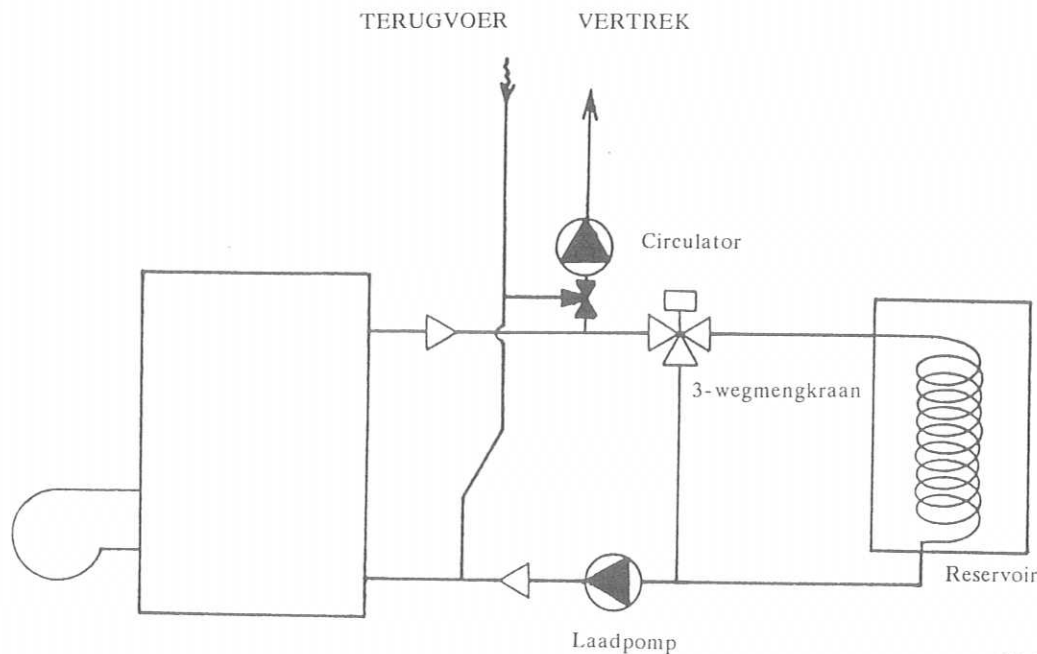 TERUGVOER VERTREK
Circulator
3-wegmengkraan
Reservoir
Laadpomp